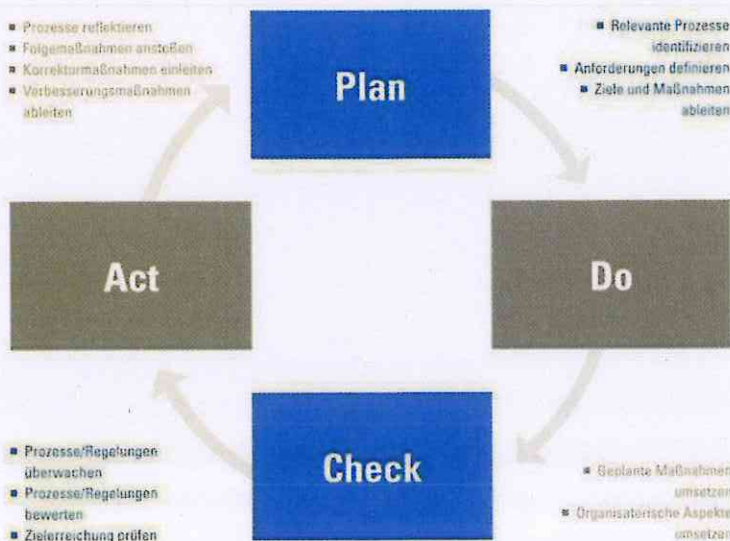 ■ Prozesse reflektieren
■ Folgemaßnahmen anstoßen
■ Korrekturmaßnahmen einleiten
■ Verbesserungsmaßnahmen
ableiten
Plan
■ Relevante Prozesse
identifizieren
■ Anforderungen definieren
■ Ziele und Maßnahmen
ableiten
Act
Do
■ Prozesse/Regelungen
überwachen
■ Prozesse/Regelungen
bewerten
■ Zielerreichung prüfen
Check
■ Geplante Maßnahmen
umsetzen
■ Organisatorische Aspekte
umsetzen